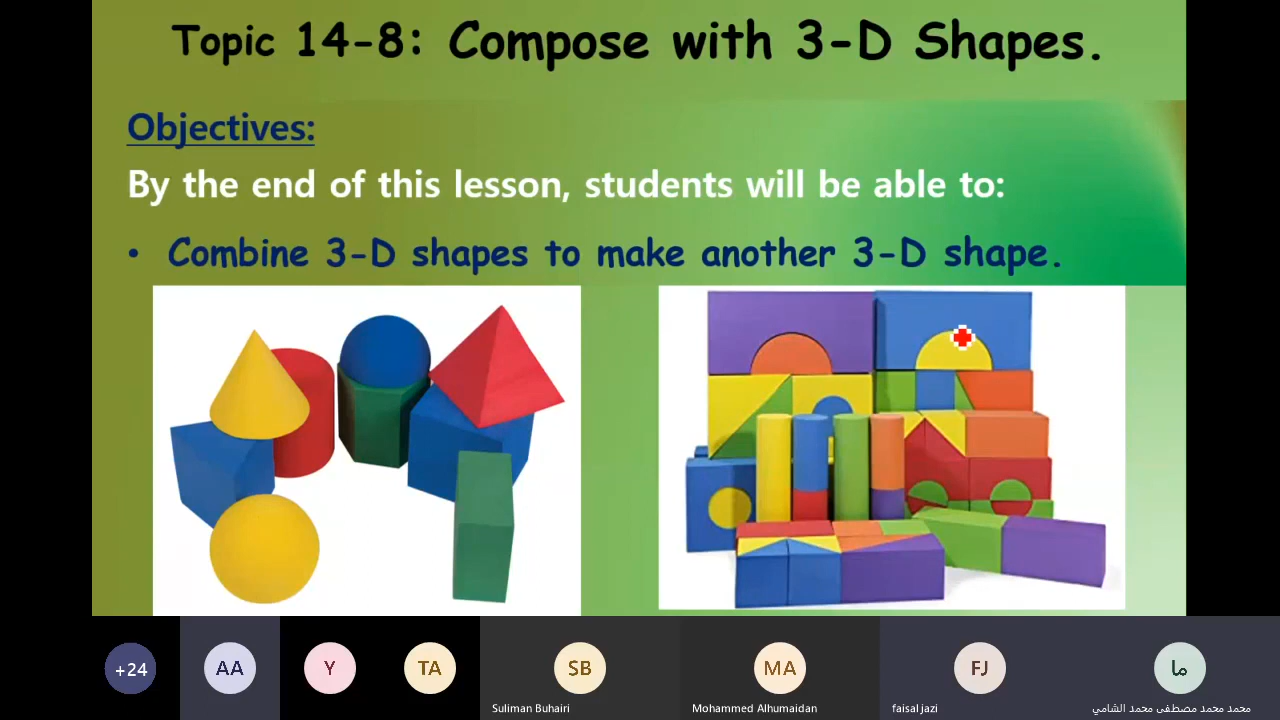 Topic 14-8: Compose with 3-D Shapes.
Objectives:
By the end of this lesson, students will be able to:
• Combine 3-D shapes to make another 3-D shape.
+24
AA
Y
TA
SB
MA
FJ
ما
Suliman Buhairi
Mohammed Alhumaidan
faisal jazi
محمد محمد مصطفى محمد الشامي